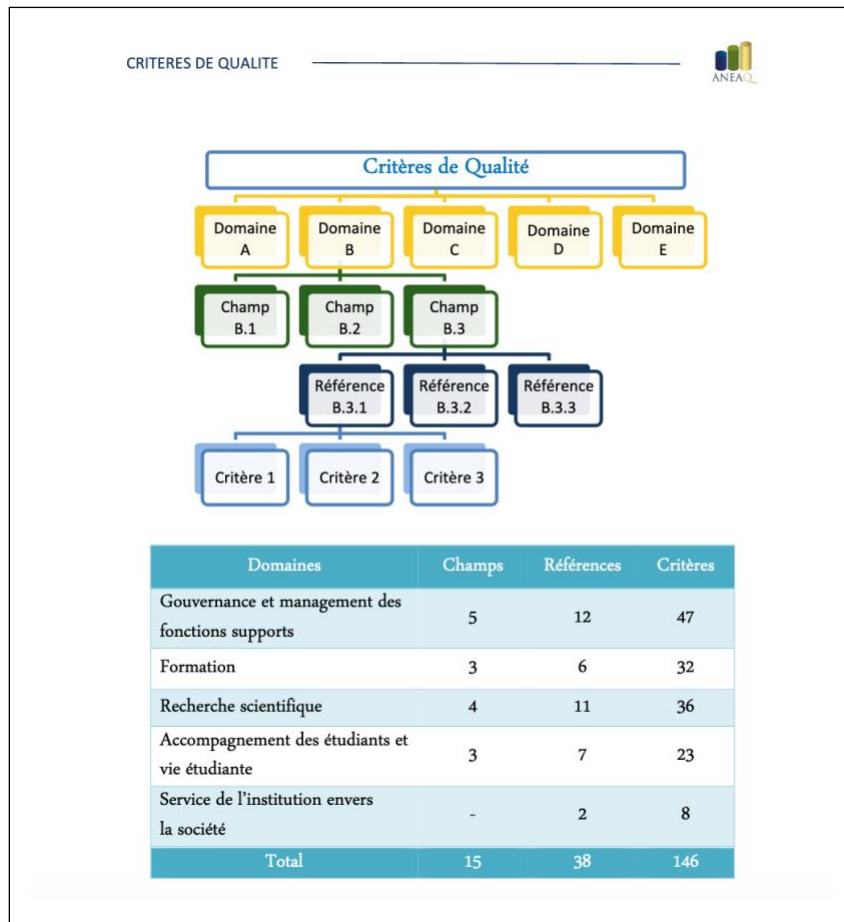 CRITERES DE QUALITE
ANEAQ
Critères de Qualité
Domaine
A
Domaine
B
Domaine
C
Domaine
D
Domaine
E
Champ
B.1
Champ
B.2
Champ
B.3
Référence
B.3.1
Référence
B.3.2
Référence
B.3.3
Critère 1
Critère 2
Critère 3
Domaines Champs Références Critères
Gouvernance et management des
fonctions supports 5 12 47
Formation 3 6 32
Recherche scientifique 4 11 36
Accompagnement des étudiants et
vie étudiante 3 7 23
Service de l'institution envers
la société - 2 8
Total 15 38 146